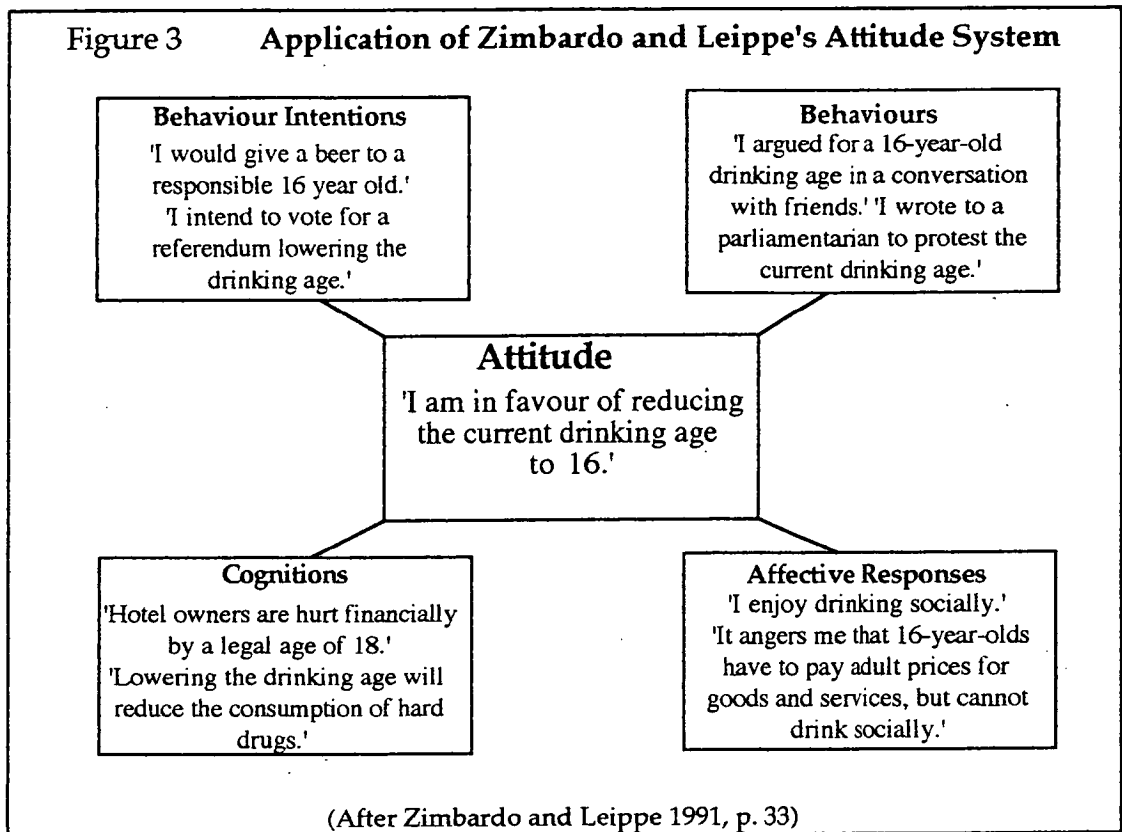 Figure 3 Application of Zimbardo and Leippe's Attitude System
Behaviour Intentions
'I would give a beer to a
responsible 16 year old.'
'I intend to vote for a
referendum lowering the
drinking age.'
Behaviours
'I argued for a 16-year-old
drinking age in a conversation
with friends.' 'I wrote to a
parliamentarian to protest the
current drinking age.'
Attitude
'I am in favour of reducing
the current drinking age
to 16.'
Cognitions
'Hotel owners are hurt financially
by a legal age of 18.'
'Lowering the drinking age will
reduce the consumption of hard
drugs.'
Affective Responses
'I enjoy drinking socially.'
'It angers me that 16-year-olds
have to pay adult prices for
goods and services, but cannot
drink socially.'
(After Zimbardo and Leippe 1991, p. 33)